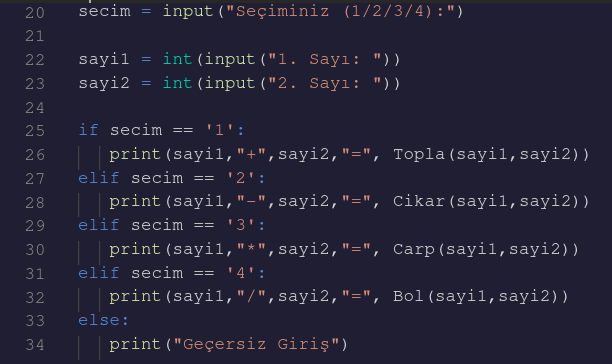 20 secim = input("Seçiminiz (1/2/3/4):")
21
22 sayi1 = int(input("1. Sayı: "))
23 sayi2 = int(input("2. Sayı: "))
24
25 if secim == '1':
26     print(sayi1,"+",sayi2,"=", Topla(sayi1,sayi2))
27 elif secim == '2':
28     print(sayi1,"-",sayi2,"=", Cikar(sayi1,sayi2))
29 elif secim == '3':
30     print(sayi1,"*",sayi2,"=", Carp(sayi1,sayi2))
31 elif secim == '4':
32     print(sayi1,"/",sayi2,"=", Bol(sayi1,sayi2))
33 else:
34     print("Geçersiz Giriş")